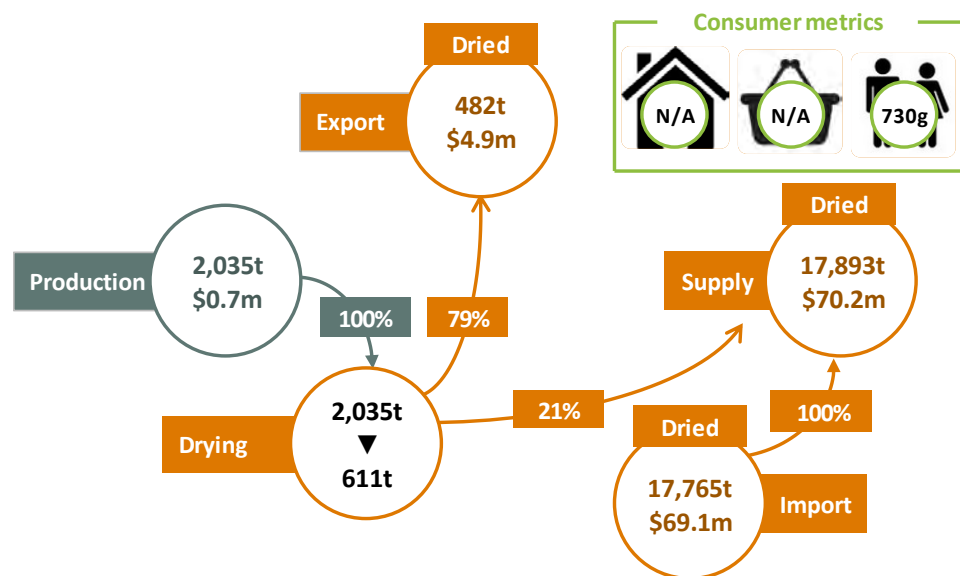 Consumer metrics
N/A
N/A
730g
Dried
Export
482t
$4.9m
Dried
Supply
17,893t
$70.2m
Production
2,035t
$0.7m
100%
79%
21%
100%
Drying
2,035t
▼
611t
Dried
17,765t
$69.1m
Import